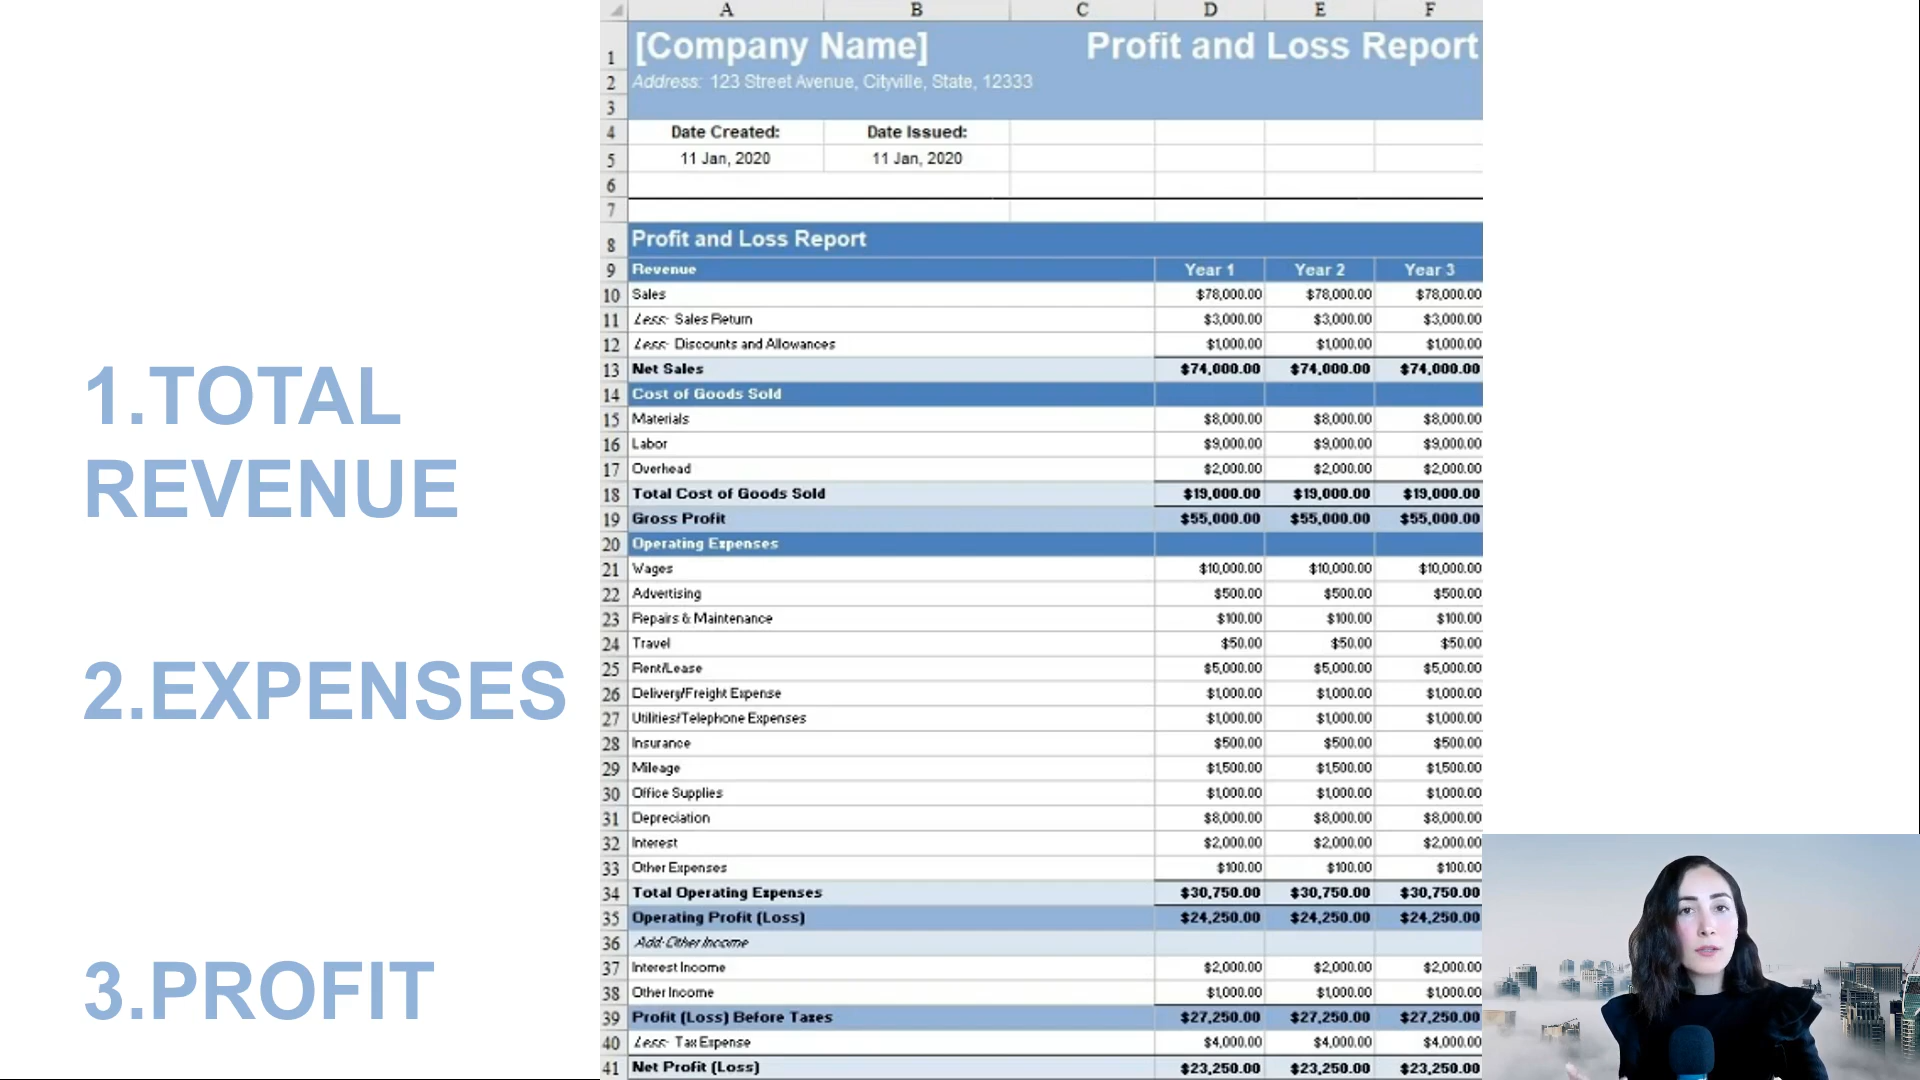 1.TOTAL
REVENUE
2.EXPENSES
3.PROFIT
A B C D E F
1 [Company Name] Profit and Loss Report
2 Address: 123 Street Avenue, Cityville, State, 12333
3
4 Date Created: Date Issued:
5 11 Jan, 2020 11 Jan, 2020
6
7
8 Profit and Loss Report
9 Revenue Year 1 Year 2 Year 3
10 Sales $78,000.00 $78,000.00 $78,000.00
11 Less: Sales Return $3,000.00 $3,000.00 $3,000.00
12 Less: Discounts and Allowances $1,000.00 $1,000.00 $1,000.00
13 Net Sales $74,000.00 $74,000.00 $74,000.00
14 Cost of Goods Sold
15 Materials $8,000.00 $8,000.00 $8,000.00
16 Labor $9,000.00 $9,000.00 $9,000.00
17 Overhead $2,000.00 $2,000.00 $2,000.00
18 Total Cost of Goods Sold $19,000.00 $19,000.00 $19,000.00
19 Gross Profit $55,000.00 $55,000.00 $55,000.00
20 Operating Expenses
21 Wages $10,000.00 $10,000.00 $10,000.00
22 Advertising $500.00 $500.00 $500.00
23 Repairs & Maintenance $100.00 $100.00 $100.00
24 Travel $50.00 $50.00 $50.00
25 Rent/Lease $5,000.00 $5,000.00 $5,000.00
26 Delivery/Freight Expense $1,000.00 $1,000.00 $1,000.00
27 Utilities/Telephone Expenses $1,000.00 $1,000.00 $1,000.00
28 Insurance $500.00 $500.00 $500.00
29 Mileage $1,500.00 $1,500.00 $1,500.00
30 Office Supplies $1,000.00 $1,000.00 $1,000.00
31 Depreciation $8,000.00 $8,000.00 $8,000.00
32 Interest $2,000.00 $2,000.00 $2,000.00
33 Other Expenses $100.00 $100.00 $100.00
34 Total Operating Expenses $30,750.00 $30,750.00 $30,750.00
35 Operating Profit (Loss) $24,250.00 $24,250.00 $24,250.00
36 Add: Other Income
37 Interest Income $2,000.00 $2,000.00 $2,000.00
38 Other Income $1,000.00 $1,000.00 $1,000.00
39 Profit (Loss) Before Taxes $27,250.00 $27,250.00 $27,250.00
40 Less: Tax Expense $4,000.00 $4,000.00 $4,000.00
41 Net Profit (Loss) $23,250.00 $23,250.00 $23,250.00